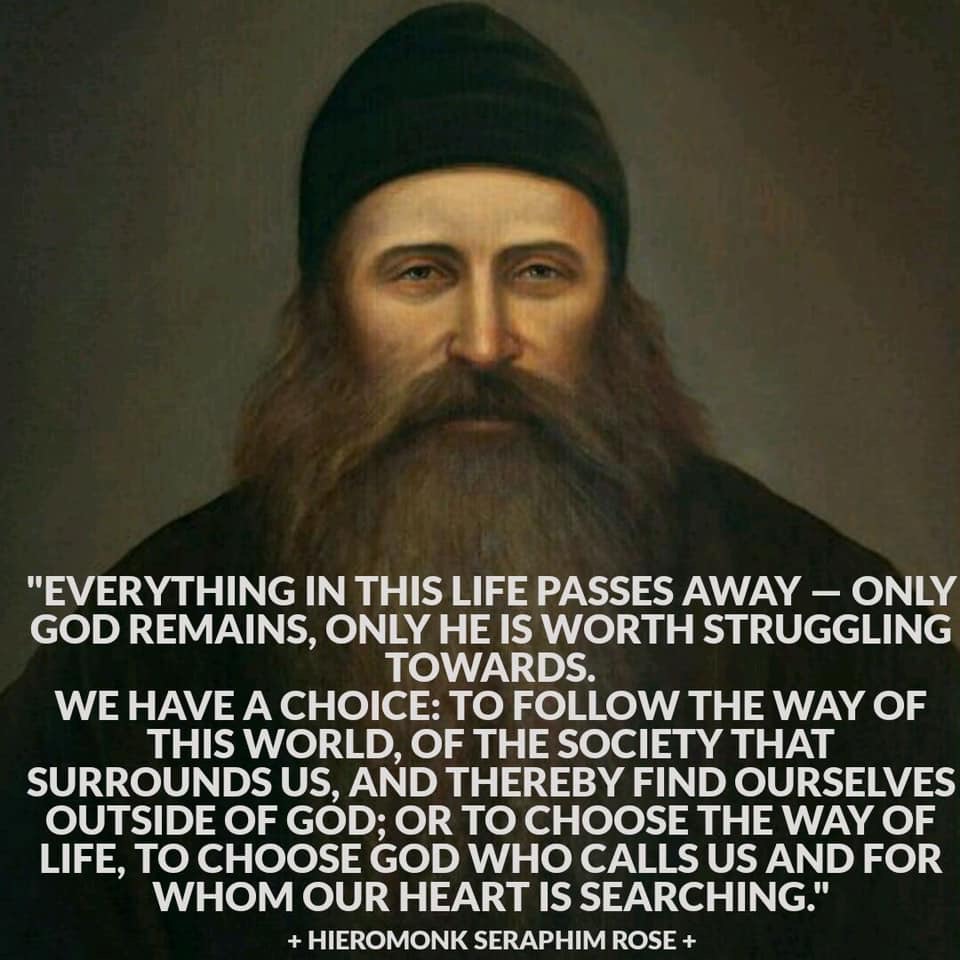 "EVERYTHING IN THIS LIFE PASSES AWAY — ONLY
GOD REMAINS, ONLY HE IS WORTH STRUGGLING
TOWARDS.
WE HAVE A CHOICE: TO FOLLOW THE WAY OF
THIS WORLD, OF THE SOCIETY THAT
SURROUNDS US, AND THEREBY FIND OURSELVES
OUTSIDE OF GOD; OR TO CHOOSE THE WAY OF
LIFE, TO CHOOSE GOD WHO CALLS US AND FOR
WHOM OUR HEART IS SEARCHING."
+ HIEROMONK SERAPHIM ROSE +